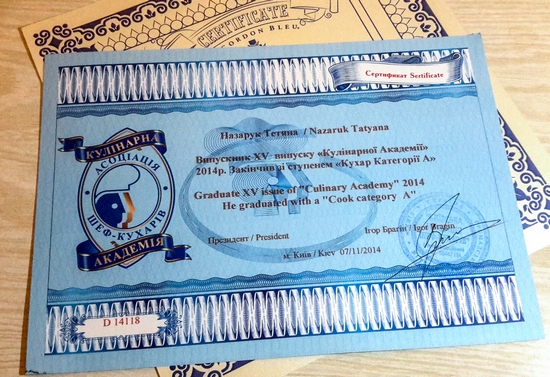 CERTIFICATE
CORDON BLEU
Сертифікат Sertificate
КУЛІНАРНА
АСОЦІАЦІЯ
ШЕФ-КУХАРІВ
АКАДЕМІЯ
Назарук Тетяна / Nazaruk Tatyana
Випускник XV випуску «Кулінарної Академії»
2014р. Закінчив зі ступенем «Кухар Категорії А»
Graduate XV issue of "Culinary Academy" 2014
He graduated with a "Cook category A"
Президент / President
Ігор Брагін / Igor Bragin
м. Київ / Kiev 07/11/2014
D 14118